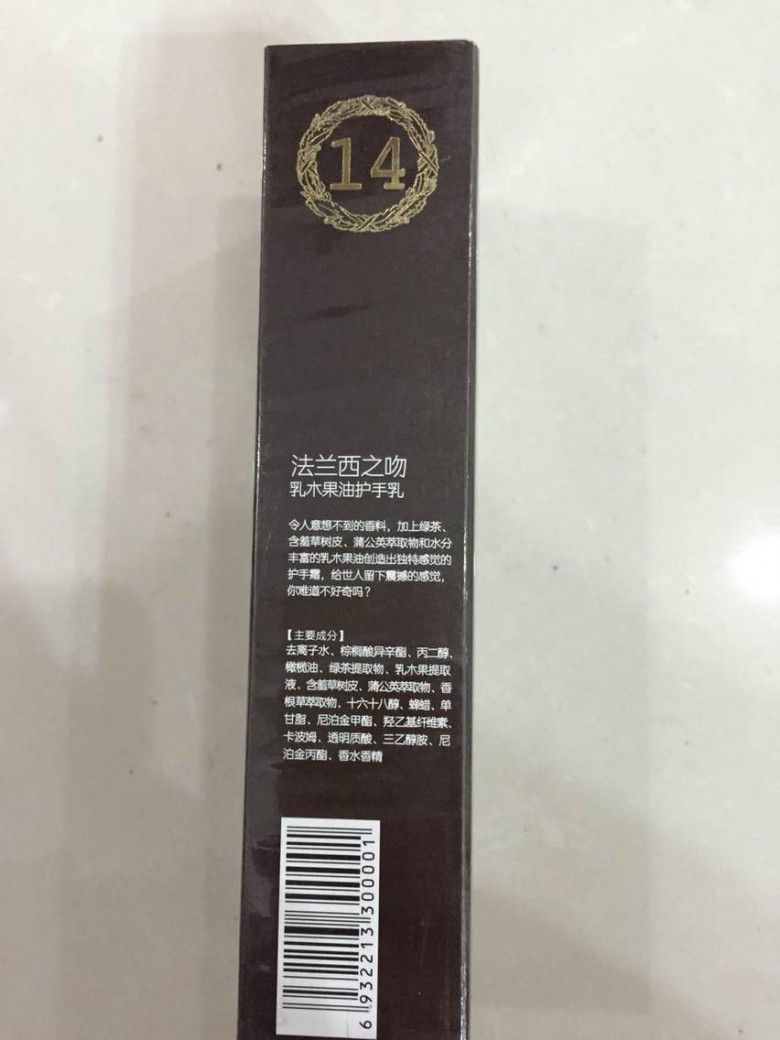 14
法兰西之吻
乳木果油护手乳
令人意想不到的香料，加上绿茶、
含羞草树皮、蒲公英萃取物和水分
丰富的乳木果油创造出独特感觉的
护手霜，给世人留下震撼的感觉，
你难道不好奇吗？
【主要成分】
去离子水、棕榈酸异辛酯、丙二醇、
橄榄油、绿茶提取物、乳木果提取
液、含羞草树皮、蒲公英萃取物、香
根草萃取物、十六十八醇、蜂蜡、单
甘脂、尼泊金甲酯、羟乙基纤维素、
卡波姆、透明质酸、三乙醇胺、尼
泊金丙酯、香水香精
6 932213 300001